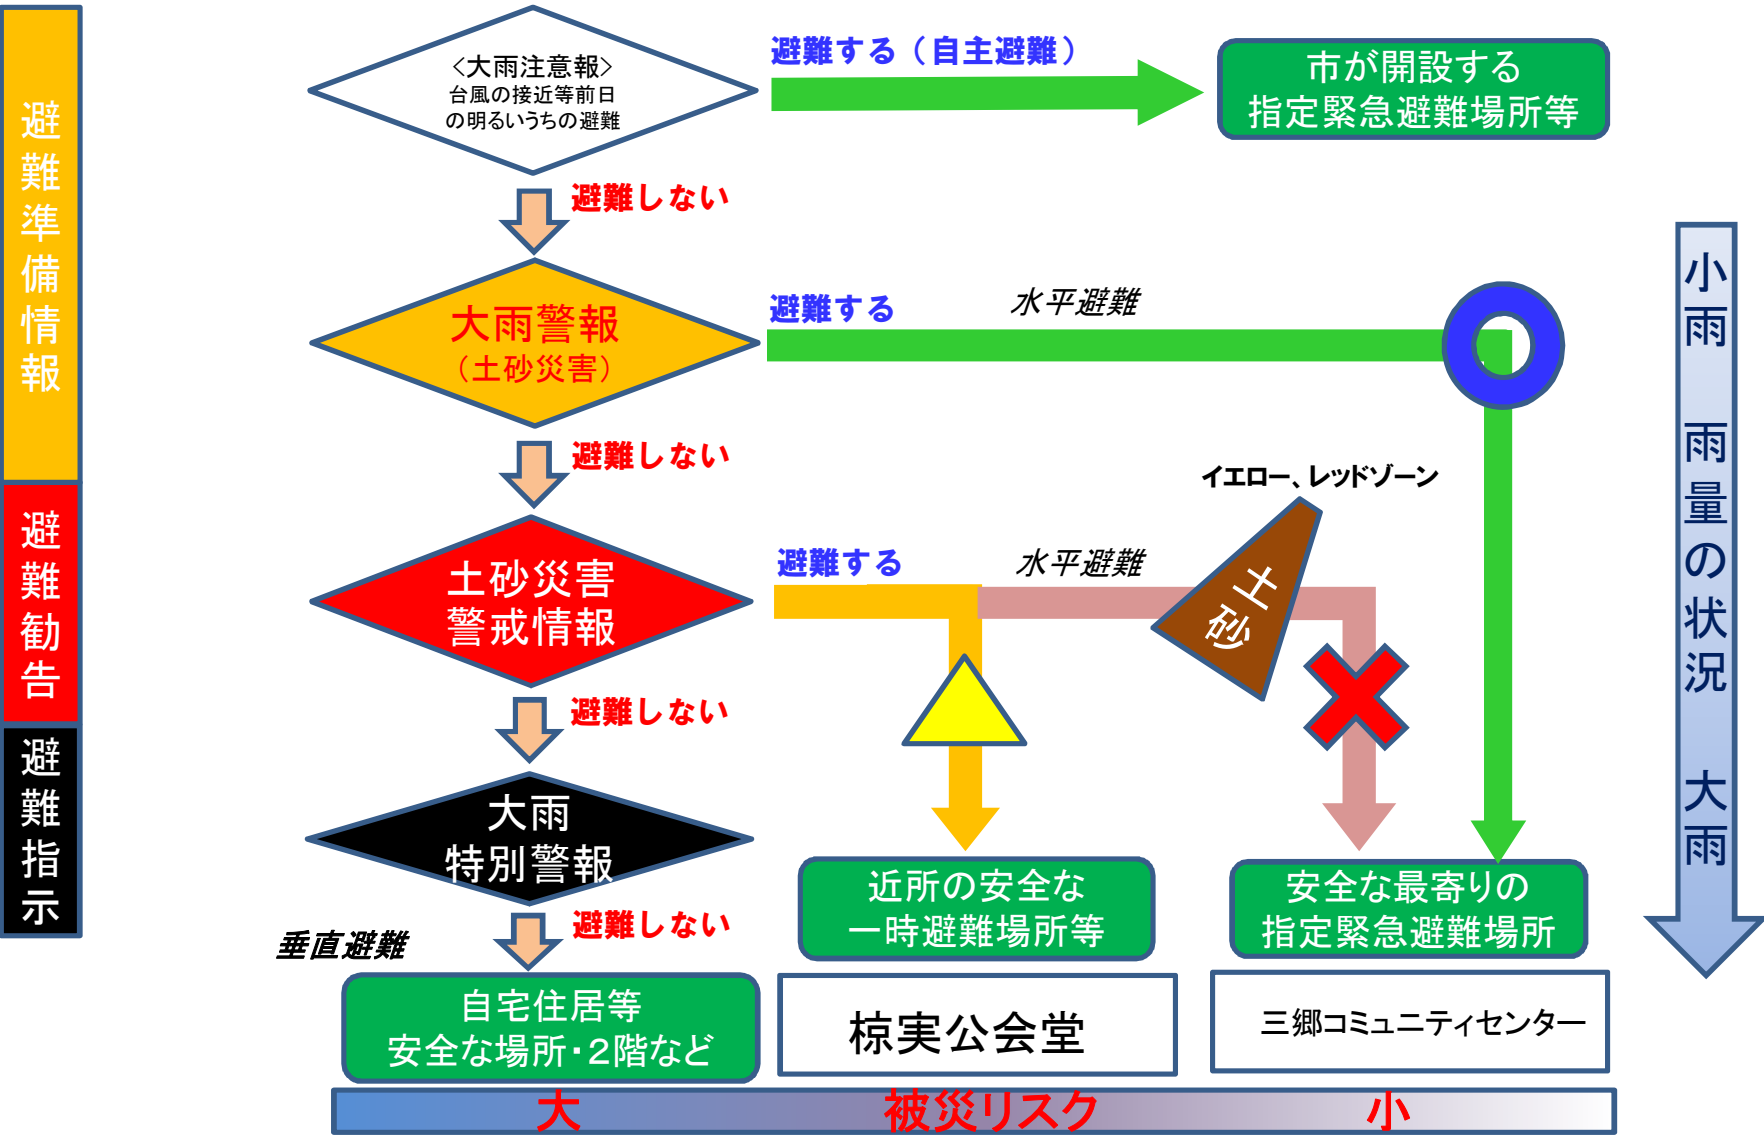 避難準備情報
避難勧告
避難指示
<大雨注意報>
台風の接近等前日
の明るいうちの避難
避難する（自主避難）
市が開設する
指定緊急避難場所等
避難しない
大雨警報
（土砂災害）
避難する
水平避難
避難しない
イエロー、レッドゾーン
土砂災害
警戒情報
避難する
水平避難
土砂
避難しない
大雨
特別警報
避難しない
垂直避難
自宅住居等
安全な場所・２階など
近所の安全な
一時避難場所等
椋実公会堂
安全な最寄りの
指定緊急避難場所
三郷コミュニティセンター
小雨　雨量の状況　大雨
大　被災リスク　小